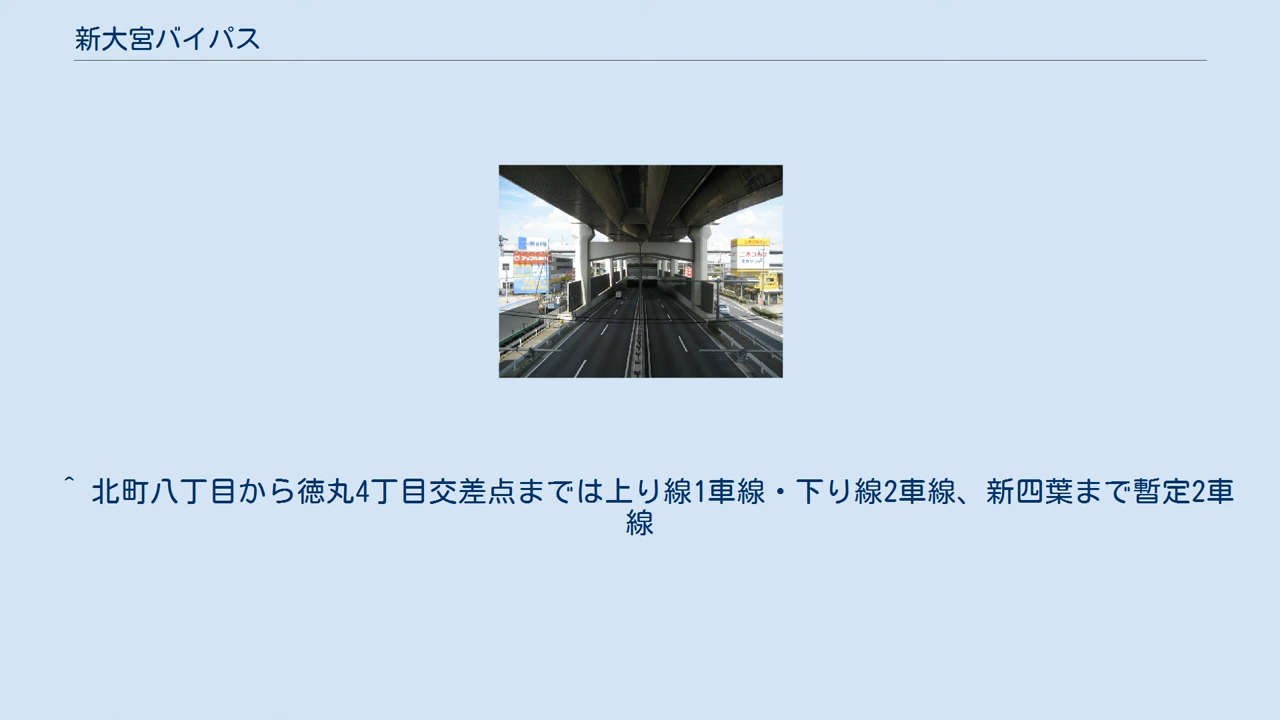 新大宮バイパス
^ 北町八丁目から徳丸4丁目交差点までは上り線1車線・下り線2車線、新四葉まで暫定2車
線